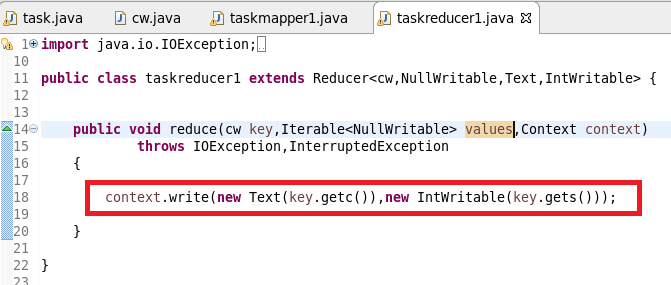 task.java cw.java taskmapper1.java taskreducer1.java
1 import java.io.IOException;
10
11 public class taskreducer1 extends Reducer<cw,NullWritable,Text,IntWritable> {
12
13
14 public void reduce(cw key,Iterable<NullWritable> values,Context context)
15 throws IOException,InterruptedException
16 {
17
18 context.write(new Text(key.getc()),new IntWritable(key.gets()));
19
20 }
21
22 }
23